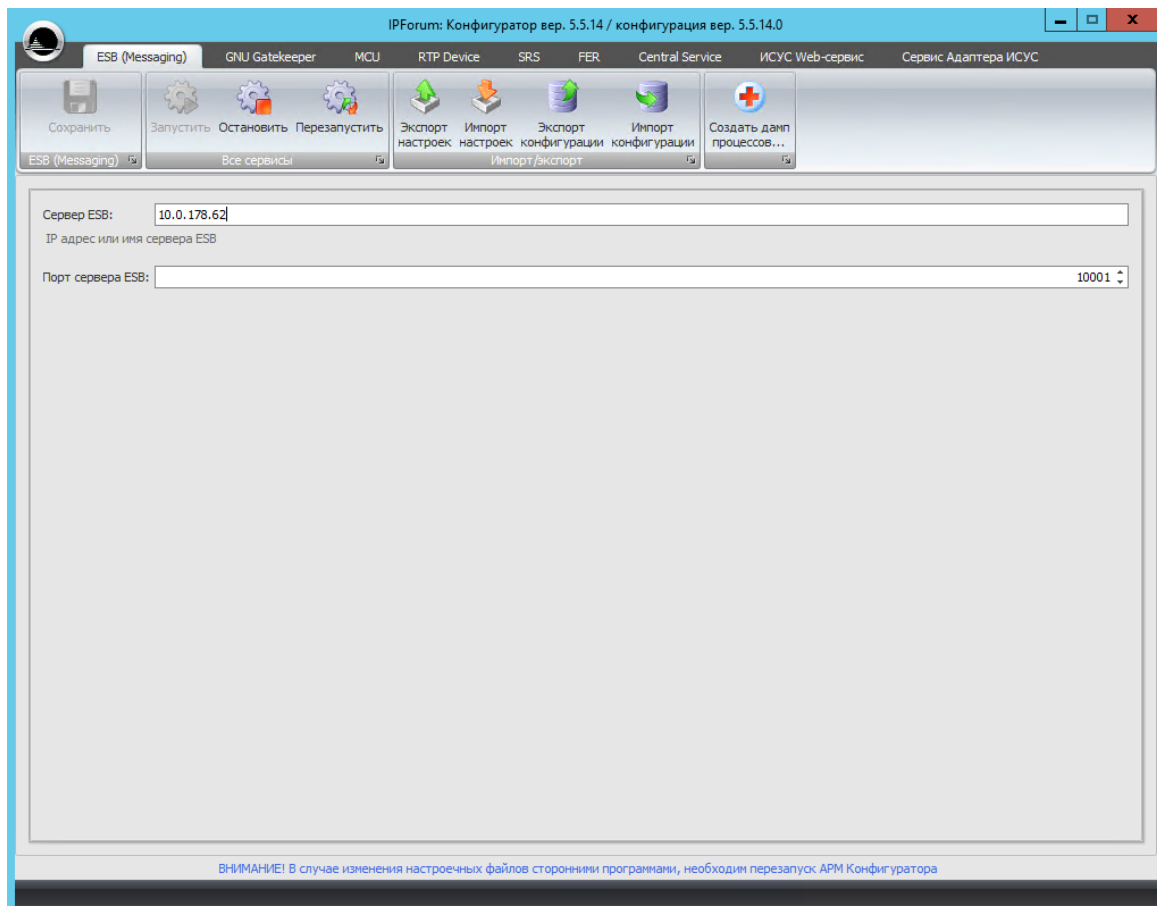 IPForum: Конфигуратор вер. 5.5.14 / конфигурация вер. 5.5.14.0
ESB (Messaging) GNU Gatekeeper MCU RTP Device SRS FER Central Service ИСУС Web-сервис Сервис Адаптера ИСУС
Сохранить Запустить Остановить Перезапустить Экспорт настроек Импорт настроек Экспорт конфигурации Импорт конфигурации Создать дамп процессов...
ESB (Messaging) Все сервисы Импорт/экспорт
Сервер ESB: 10.0.178.62
IP адрес или имя сервера ESB
Порт сервера ESB: 10001
ВНИМАНИЕ! В случае изменения настроечных файлов сторонними программами, необходим перезапуск АРМ Конфигуратора